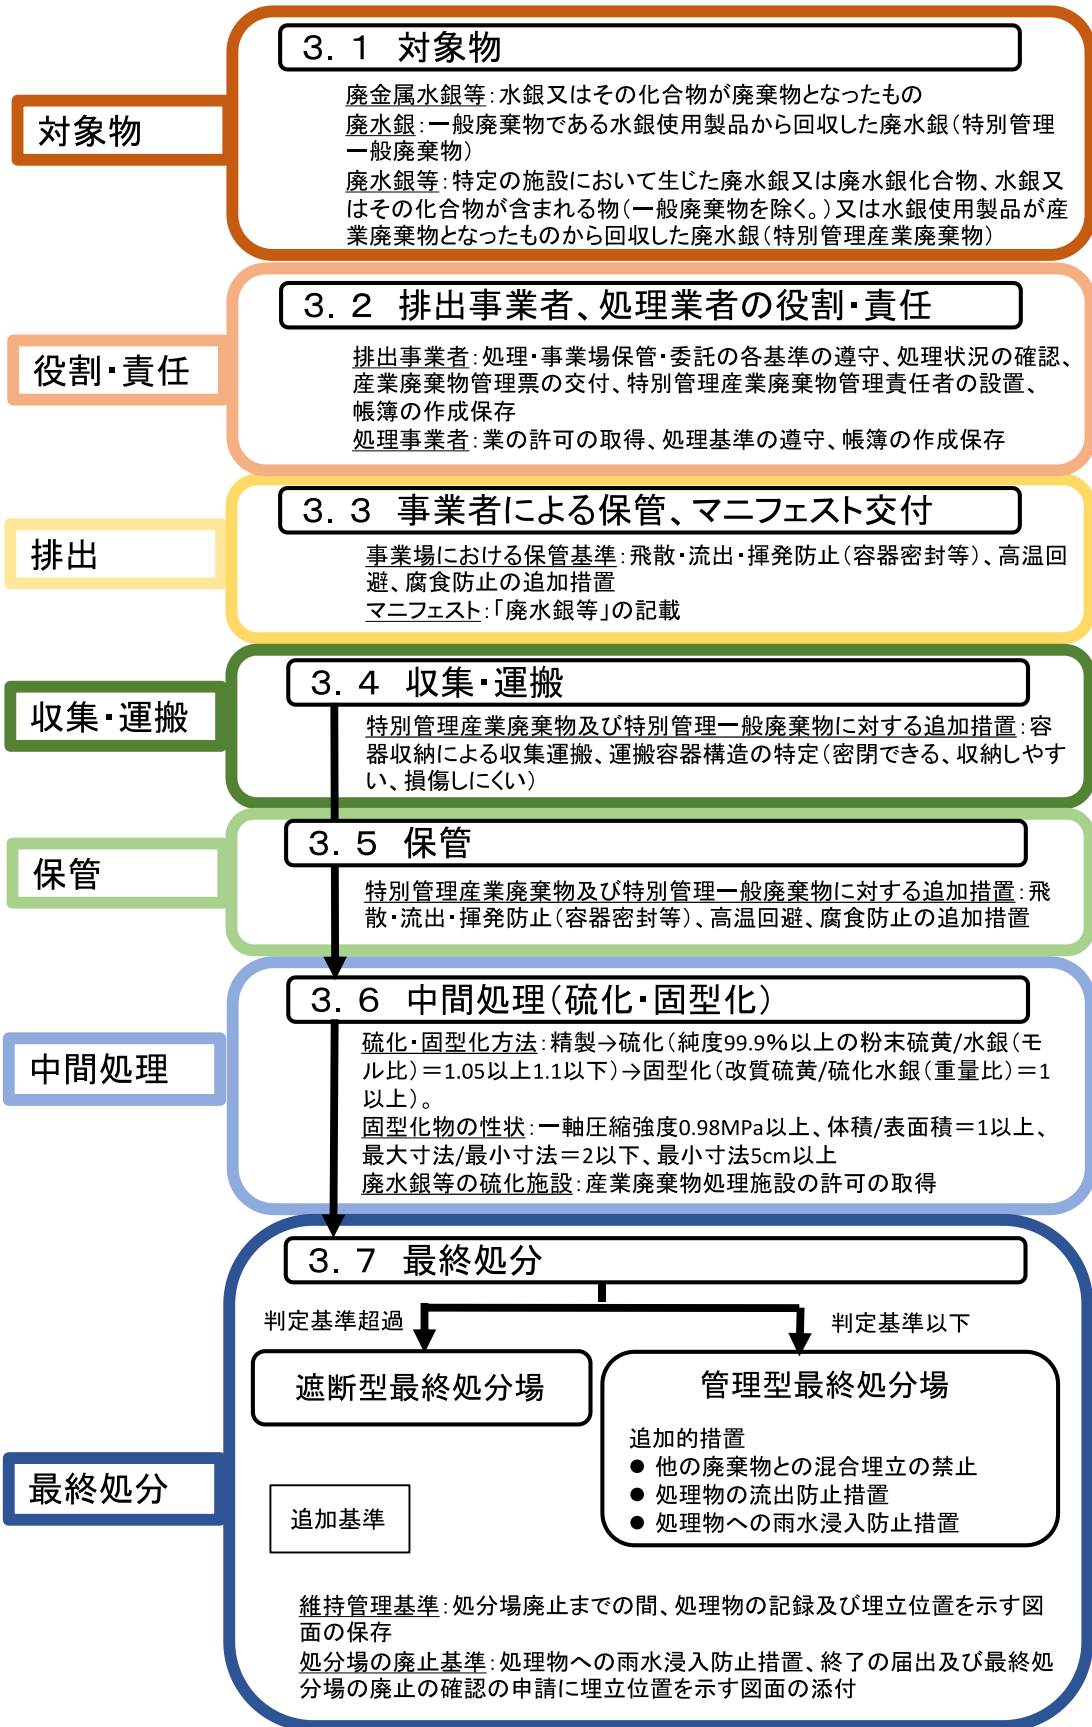 対象物
3．1 対象物
廃金属水銀等：水銀又はその化合物が廃棄物となったもの
廃水銀：一般廃棄物である水銀使用製品から回収した廃水銀（特別管理
一般廃棄物）
廃水銀等：特定の施設において生じた廃水銀又は廃水銀化合物、水銀又
はその化合物が含まれる物（一般廃棄物を除く。）又は水銀使用製品が産
業廃棄物となったものから回収した廃水銀（特別管理産業廃棄物）
役割・責任
3．2 排出事業者、処理業者の役割・責任
排出事業者：処理・事業場保管・委託の各基準の遵守、処理状況の確認、
産業廃棄物管理票の交付、特別管理産業廃棄物管理責任者の設置、
帳簿の作成保存
処理事業者：業の許可の取得、処理基準の遵守、帳簿の作成保存
排出
3．3 事業者による保管、マニフェスト交付
事業場における保管基準：飛散・流出・揮発防止（容器密封等）、高温回
避、腐食防止の追加措置
マニフェスト：「廃水銀等」の記載
収集・運搬
3．4 収集・運搬
特別管理産業廃棄物及び特別管理一般廃棄物に対する追加措置：容
器収納による収集運搬、運搬容器構造の特定（密閉できる、収納しやす
い、損傷しにくい）
保管
3．5 保管
特別管理産業廃棄物及び特別管理一般廃棄物に対する追加措置：飛
散・流出・揮発防止（容器密封等）、高温回避、腐食防止の追加措置
中間処理
3．6 中間処理（硫化・固型化）
硫化・固型化方法：精製→硫化（純度99.9%以上の粉末硫黄/水銀（モ
ル比）＝1.05以上1.1以下）→固型化（改質硫黄/硫化水銀（重量比）＝1
以上）。
固型化物の性状：一軸圧縮強度0.98MPa以上、体積/表面積＝1以上、
最大寸法/最小寸法＝2以下、最小寸法5cm以上
廃水銀等の硫化施設：産業廃棄物処理施設の許可の取得
最終処分
3．7 最終処分
判定基準超過
判定基準以下
遮断型最終処分場
管理型最終処分場
追加的措置
● 他の廃棄物との混合埋立の禁止
● 処理物の流出防止措置
● 処理物への雨水浸入防止措置
追加基準
維持管理基準：処分場廃止までの間、処理物の記録及び埋立位置を示す図
面の保存
処分場の廃止基準：処理物への雨水浸入防止措置、終了の届出及び最終処
分場の廃止の確認の申請に埋立位置を示す図面の添付